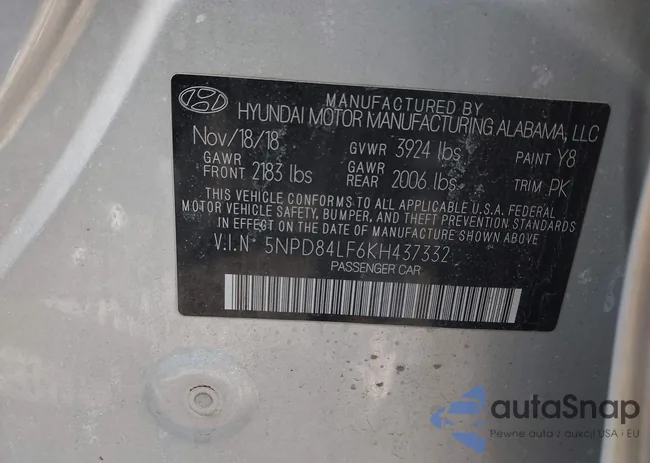 MANUFACTURED BY
HYUNDAI MOTOR MANUFACTURING ALABAMA, LLC
Nov/18/18 GVWR 3924 lbs PAINT Y8
GAWR FRONT 2183 lbs GAWR REAR 2006 lbs TRIM PK
THIS VEHICLE CONFORMS TO ALL APPLICABLE U.S.A. FEDERAL
MOTOR VEHICLE SAFETY, BUMPER, AND THEFT PREVENTION STANDARDS
IN EFFECT ON THE DATE OF MANUFACTURE SHOWN ABOVE.
V.I.N 5NPD84LF6KH437332
PASSENGER CAR
autaSnap
Pewne auta z aukcji USA i EU